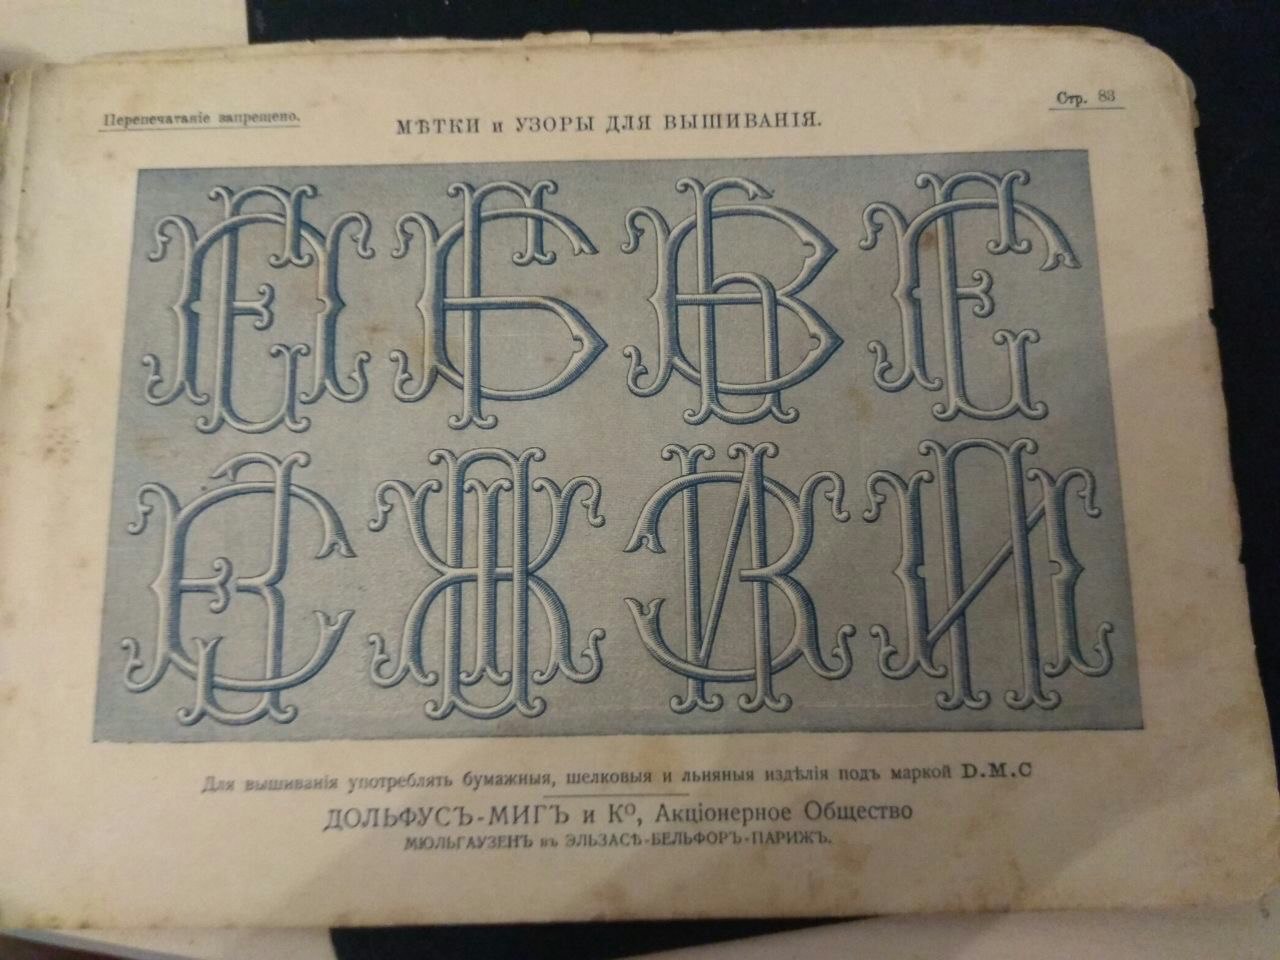 Перепечатаніе запрещено.
Стр. 83
МѢТКИ и УЗОРЫ ДЛЯ ВЫШИВАНІЯ.
Для вышиванія употреблять бумажныя, шелковыя и льняныя издѣлія подъ маркой D.M.C
ДОЛЬФУСЪ-МИГЪ и Кº, Акціонерное Общество
МЮЛЬГАУЗЕНЪ въ ЭЛЬЗАСѢ-БЕЛЬФОРЪ-ПАРИЖЪ.